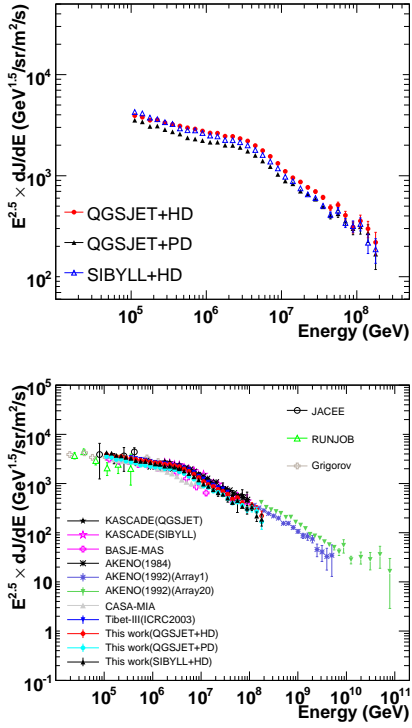 E^2.5 × dJ/dE (GeV^1.5/sr/m^2/s)
10^4
10^3
10^2
QGSJET+HD
QGSJET+PD
SIBYLL+HD
10^5 10^6 10^7 10^8
Energy (GeV)
E^2.5 × dJ/dE (GeV^1.5/sr/m^2/s)
10^5
10^4
10^3
10^2
10
1
10^-1
JACEE
RUNJOB
Grigorov
KASCADE(QGSJET)
KASCADE(SIBYLL)
BASJE-MAS
AKENO(1984)
AKENO(1992)(Array1)
AKENO(1992)(Array20)
CASA-MIA
Tibet-III(ICRC2003)
This work(QGSJET+HD)
This work(QGSJET+PD)
This work(SIBYLL+HD)
10^5 10^6 10^7 10^8 10^9 10^10 10^11
Energy (GeV)